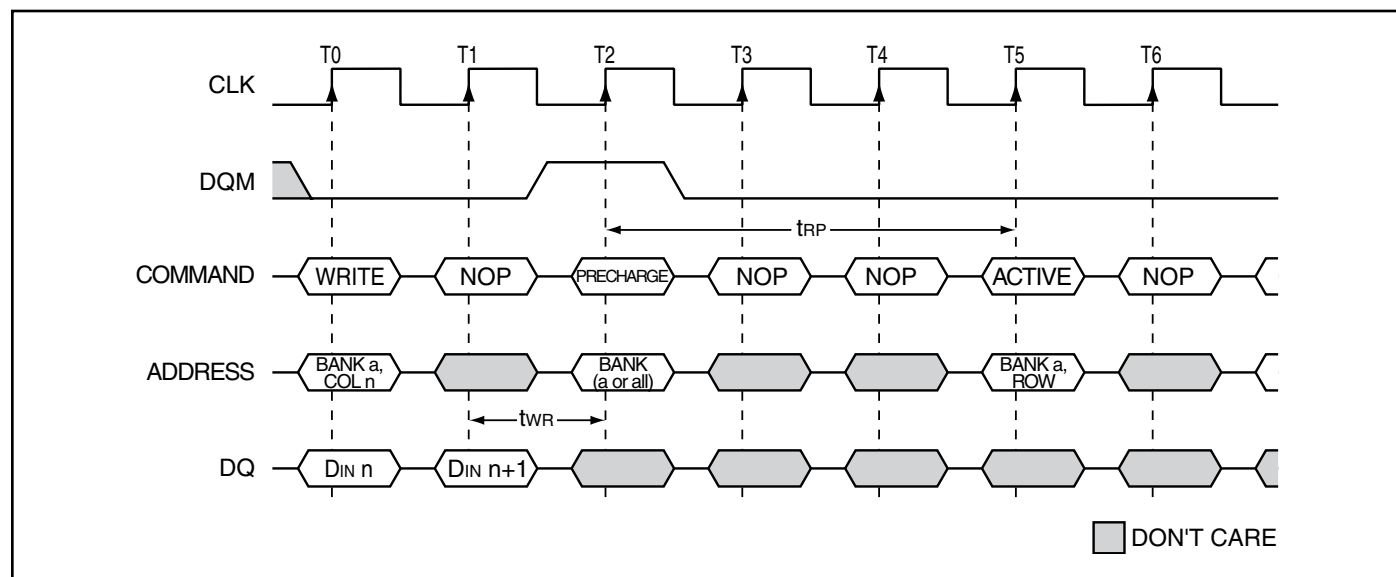 T0 T1 T2 T3 T4 T5 T6
CLK
DQM
tRP
COMMAND WRITE NOP PRECHARGE NOP NOP ACTIVE NOP
ADDRESS
BANK a,
COL n
BANK
(a or all)
BANK a,
ROW
tWR
DQ DIN n DIN n+1
DON'T CARE